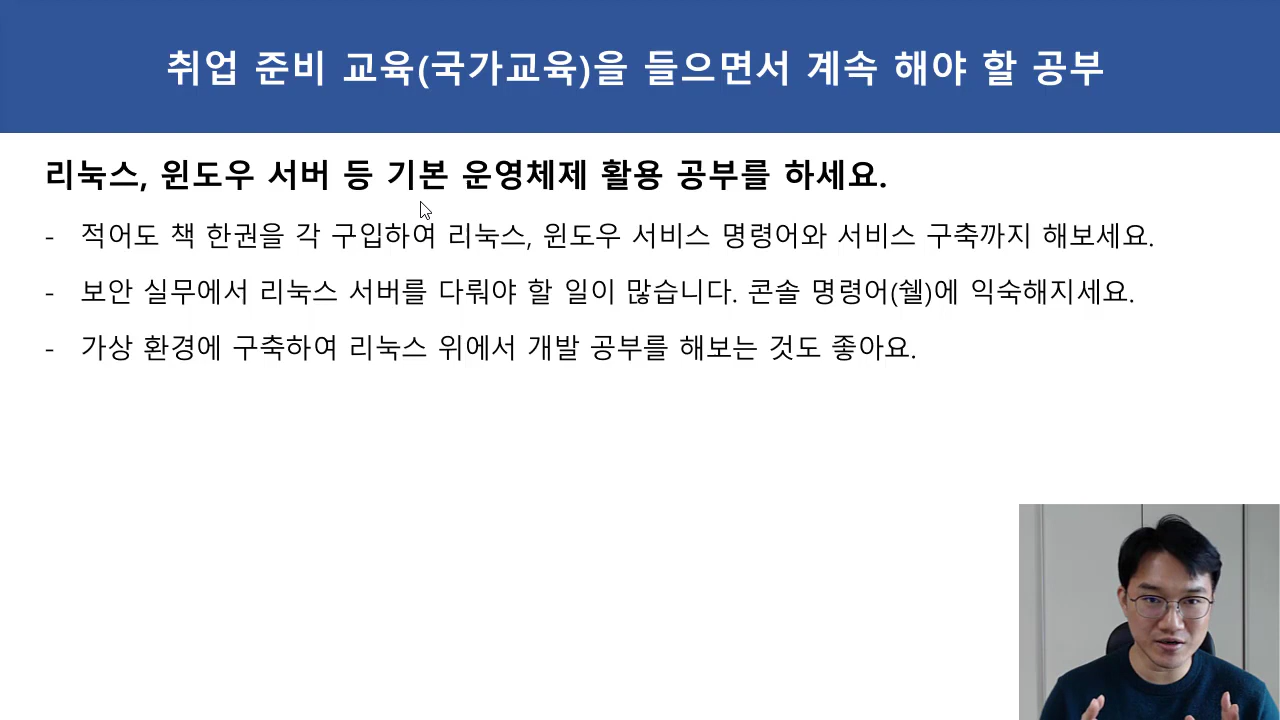 취업 준비 교육(국가교육)을 들으면서 계속 해야 할 공부
리눅스, 윈도우 서버 등 기본 운영체제 활용 공부를 하세요.
- 적어도 책 한권을 각 구입하여 리눅스, 윈도우 서비스 명령어와 서비스 구축까지 해보세요.
- 보안 실무에서 리눅스 서버를 다뤄야 할 일이 많습니다. 콘솔 명령어(쉘)에 익숙해지세요.
- 가상 환경에 구축하여 리눅스 위에서 개발 공부를 해보는 것도 좋아요.